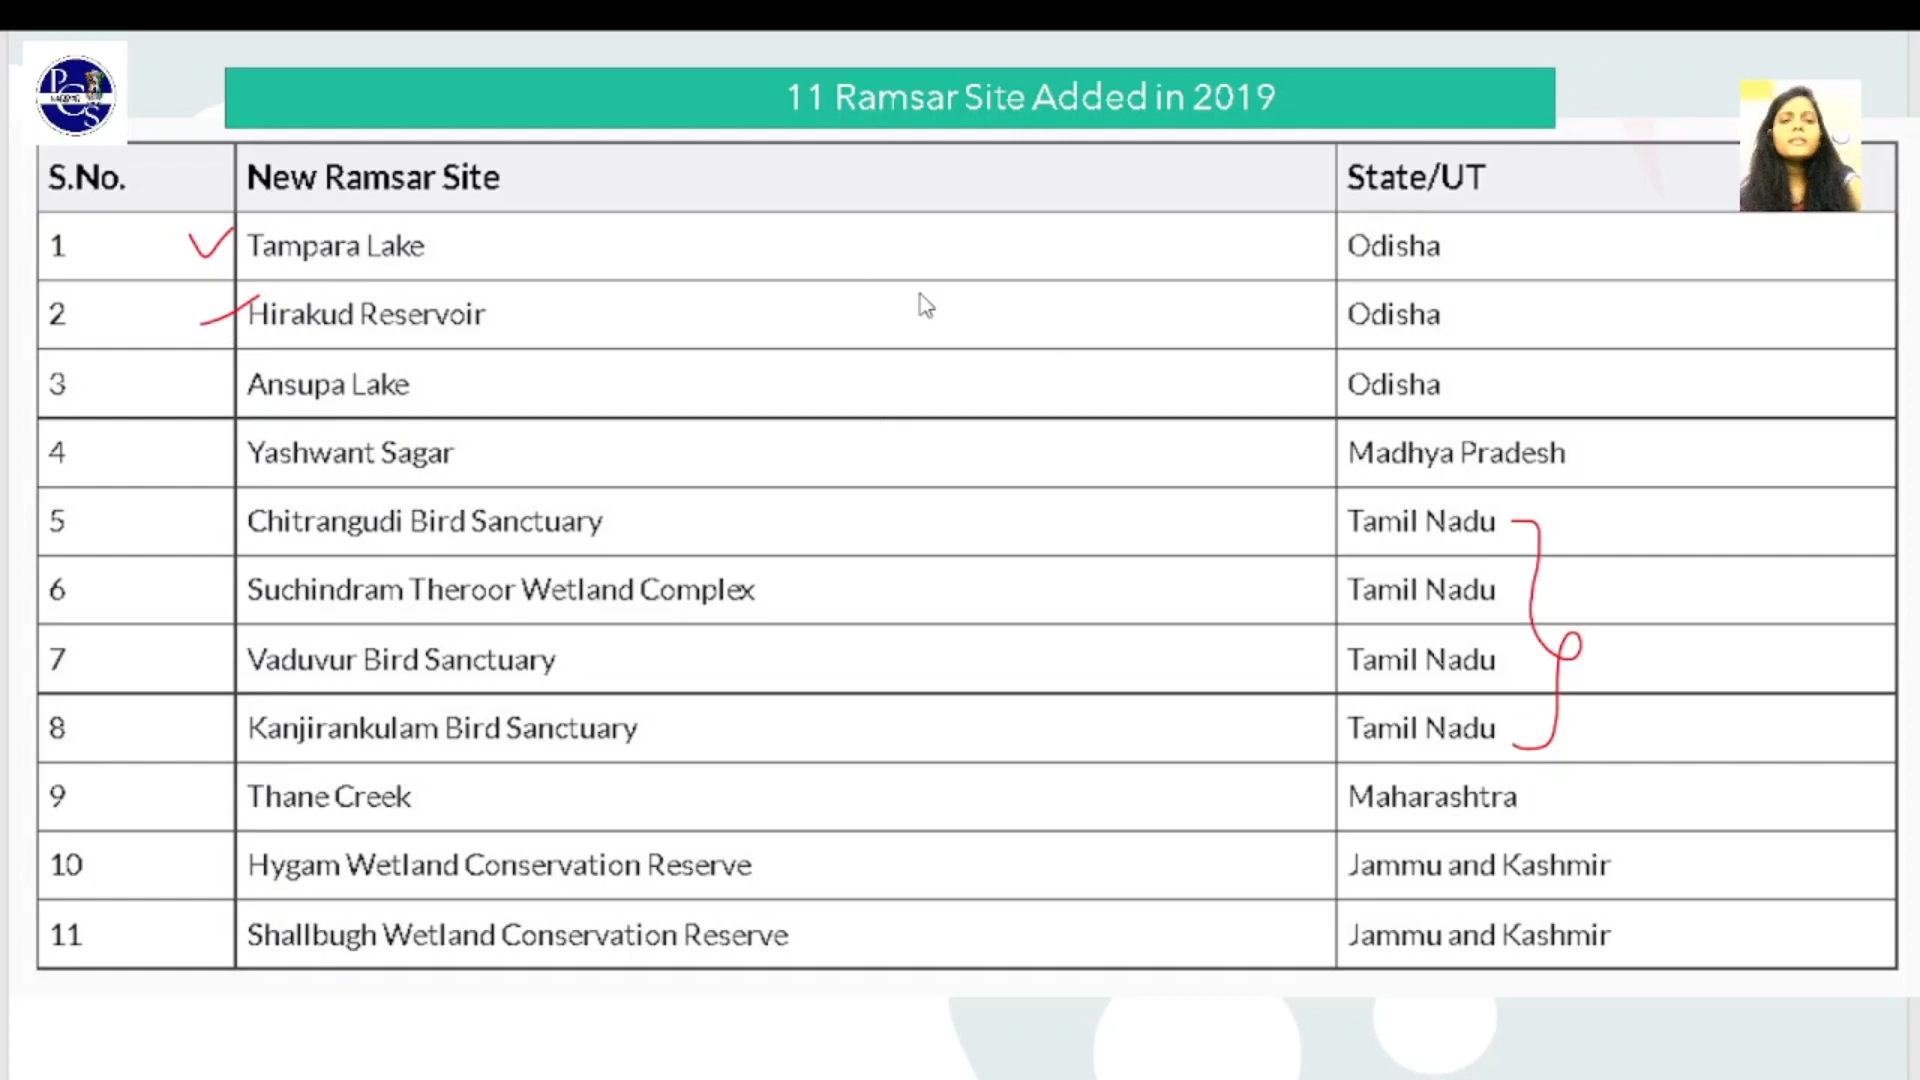 PCS
11 Ramsar Site Added in 2019
S.No. New Ramsar Site State/UT
1 Tampara Lake Odisha
2 Hirakud Reservoir Odisha
3 Ansupa Lake Odisha
4 Yashwant Sagar Madhya Pradesh
5 Chitrangudi Bird Sanctuary Tamil Nadu
6 Suchindram Theroor Wetland Complex Tamil Nadu
7 Vaduvur Bird Sanctuary Tamil Nadu
8 Kanjirankulam Bird Sanctuary Tamil Nadu
9 Thane Creek Maharashtra
10 Hygam Wetland Conservation Reserve Jammu and Kashmir
11 Shallbugh Wetland Conservation Reserve Jammu and Kashmir